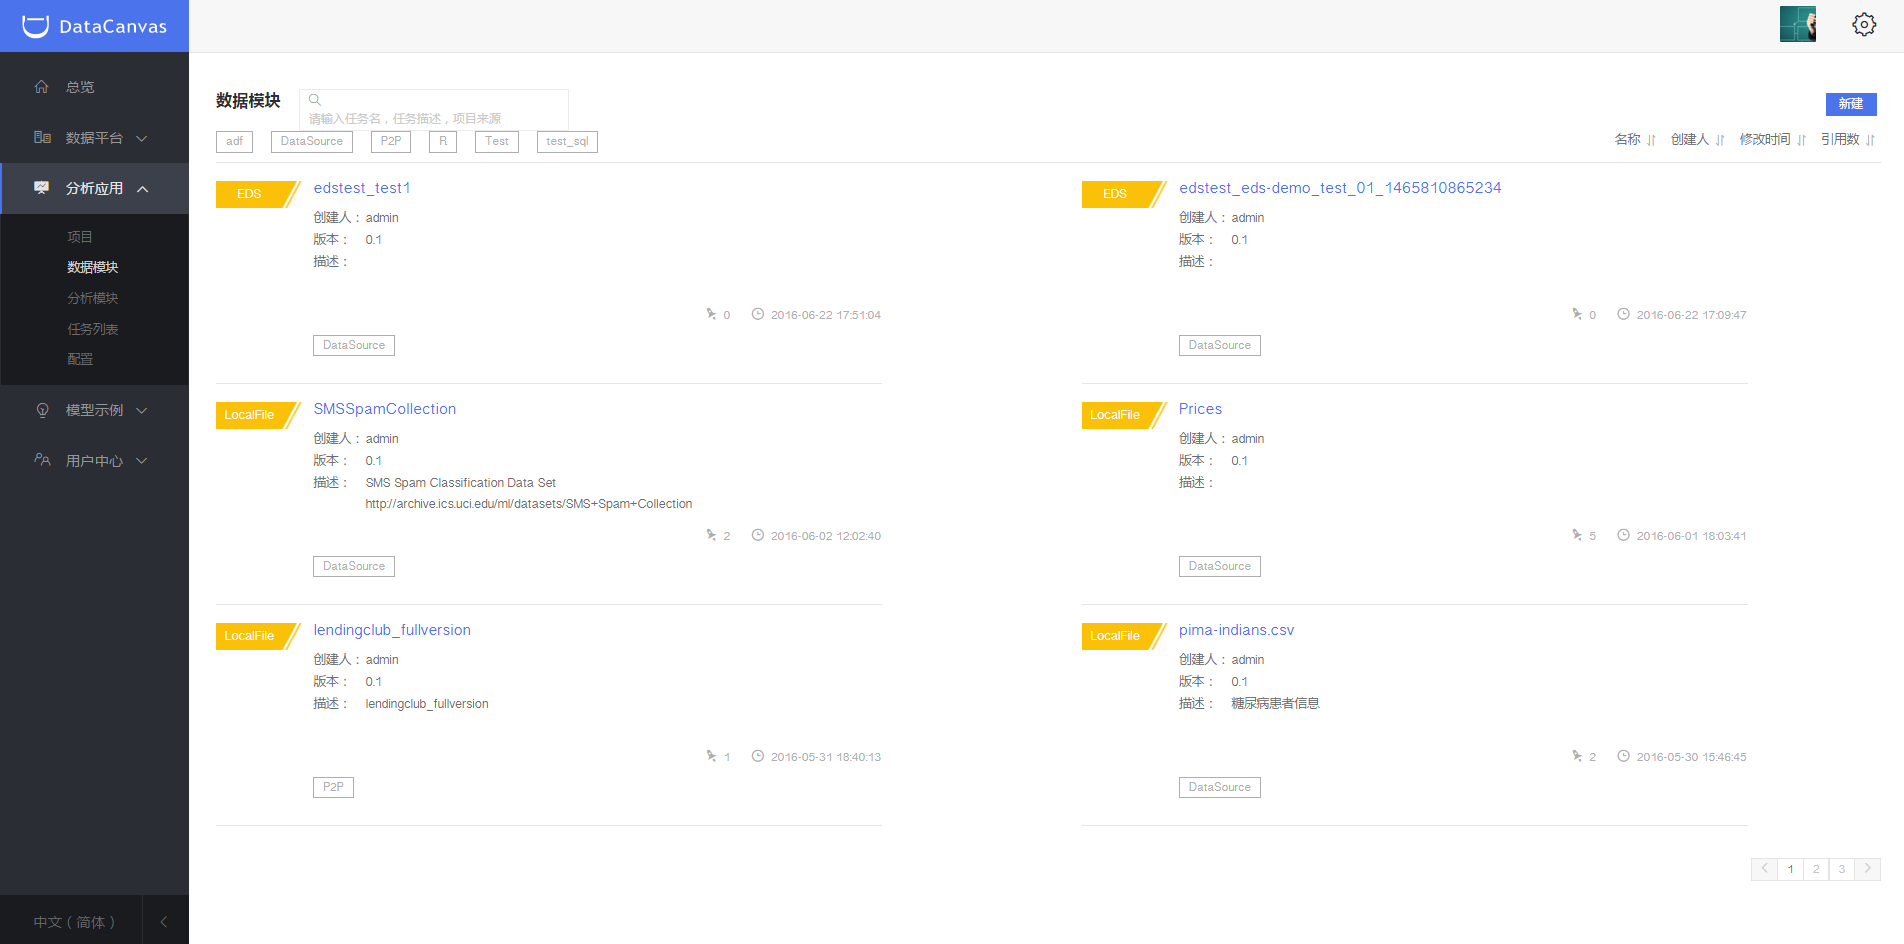 DataCanvas
总览
数据平台
分析应用
项目
数据模块
分析模块
任务列表
配置
模型示例
用户中心
中文（简体）
数据模块
请输入任务名，任务描述，项目来源
新建
adf DataSource P2P R Test test_sql
名称 创建人 修改时间 引用数
EDS edstest_test1
创建人： admin
版本： 0.1
描述：
0 2016-06-22 17:51:04
DataSource
EDS edstest_eds-demo_test_01_1465810865234
创建人： admin
版本： 0.1
描述：
0 2016-06-22 17:09:47
DataSource
LocalFile SMSSpamCollection
创建人： admin
版本： 0.1
描述： SMS Spam Classification Data Set
http://archive.ics.uci.edu/ml/datasets/SMS+Spam+Collection
2 2016-06-02 12:02:40
DataSource
LocalFile Prices
创建人： admin
版本： 0.1
描述：
5 2016-06-01 18:03:41
DataSource
LocalFile lendingclub_fullversion
创建人： admin
版本： 0.1
描述： lendingclub_fullversion
1 2016-05-31 18:40:13
P2P
LocalFile pima-indians.csv
创建人： admin
版本： 0.1
描述： 糖尿病患者信息
2 2016-05-30 15:46:45
DataSource
1 2 3